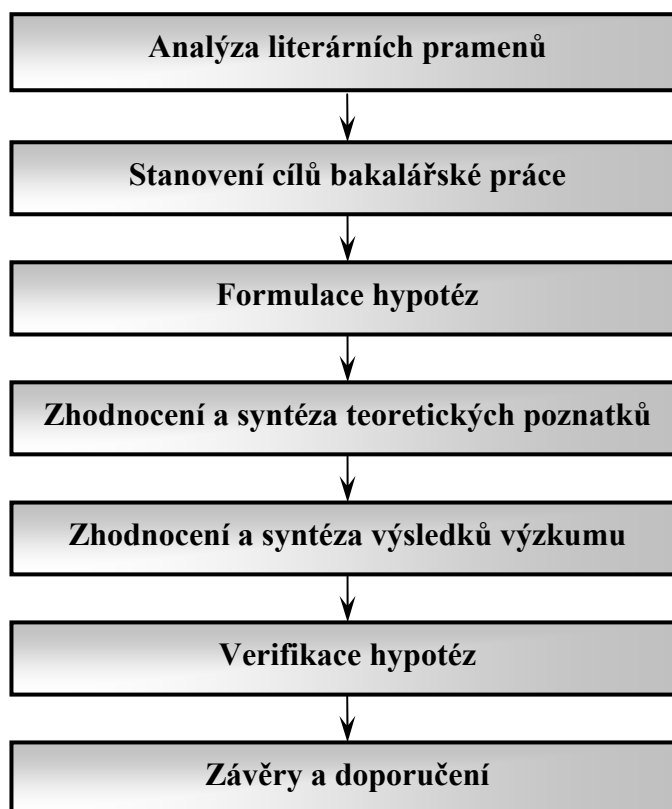 Analýza literárních pramenů
Stanovení cílů bakalářské práce
Formulace hypotéz
Zhodnocení a syntéza teoretických poznatků
Zhodnocení a syntéza výsledků výzkumu
Verifikace hypotéz
Závěry a doporučení